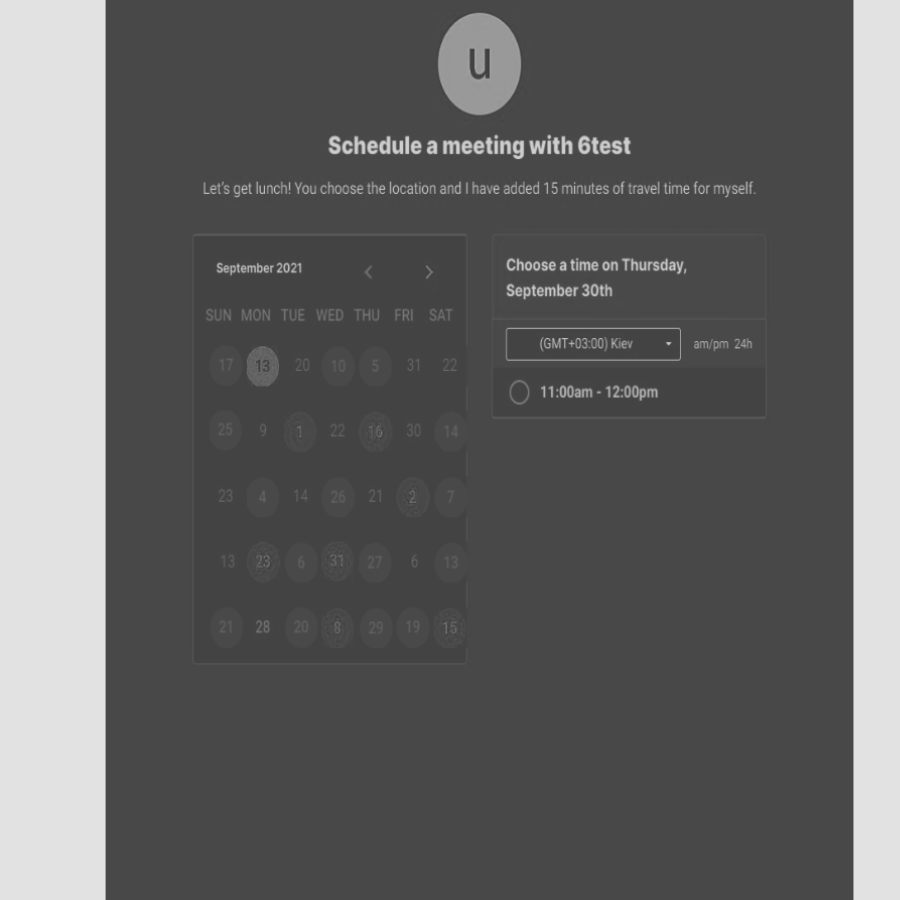 u
Schedule a meeting with 6test
Let's get lunch! You choose the location and I have added 15 minutes of travel time for myself.
September 2021
SUN MON TUE WED THU FRI SAT
17 13 20 10 5 31 22
25 9 1 22 16 30 14
23 4 14 26 21 2 7
13 23 6 31 27 6 13
21 28 20 8 29 19 15
Choose a time on Thursday,
September 30th
(GMT+03:00) Kiev am/pm 24h
11:00am - 12:00pm